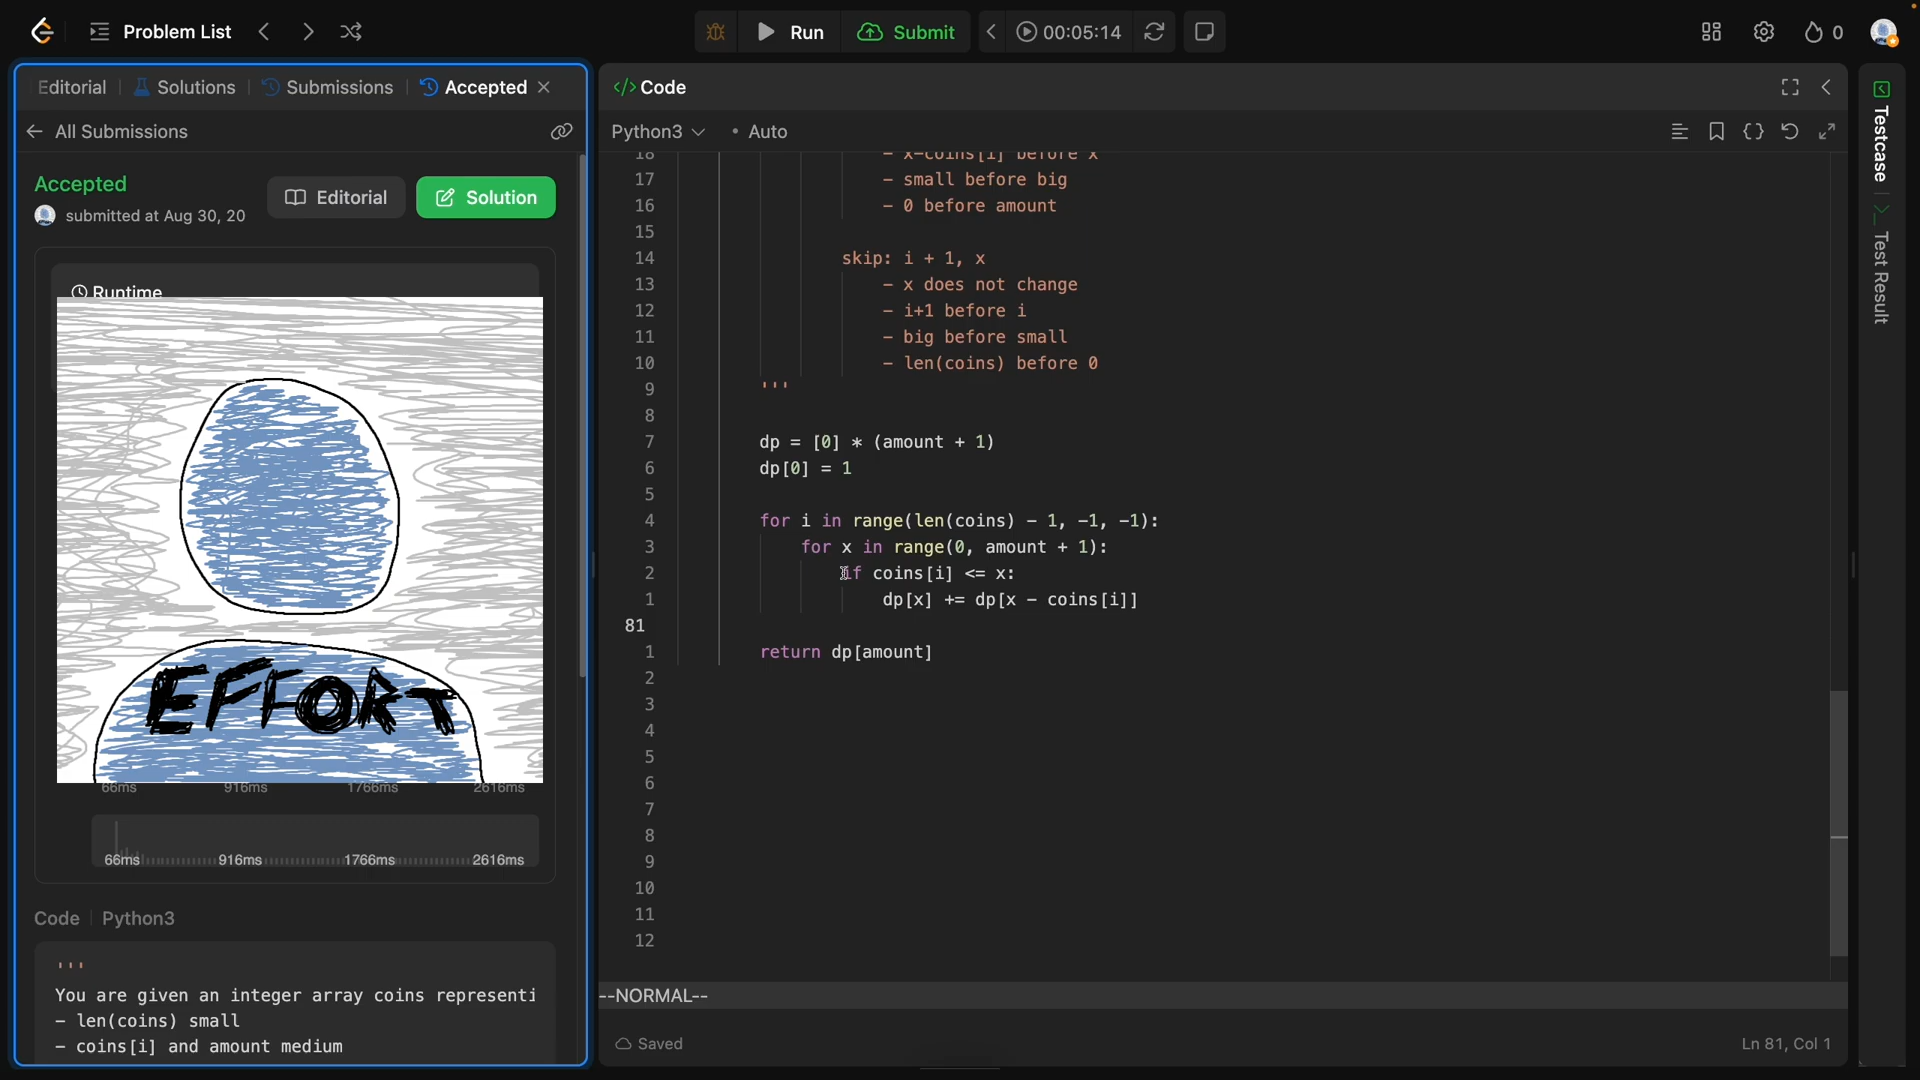 Problem List
Run
Submit
00:05:14
0
Editorial
Solutions
Submissions
Accepted
All Submissions
Accepted
submitted at Aug 30, 20
Editorial
Solution
Runtime
EFFORT
66ms 916ms 1766ms 2616ms
66ms 916ms 1766ms 2616ms
Code Python3
'''
You are given an integer array coins representi
- len(coins) small
- coins[i] and amount medium
</> Code
Python3 • Auto
18 - x-coins[i] before x
17 - small before big
16 - 0 before amount
15
14 skip: i + 1, x
13 - x does not change
12 - i+1 before i
11 - big before small
10 - len(coins) before 0
9 '''
8
7 dp = [0] * (amount + 1)
6 dp[0] = 1
5
4 for i in range(len(coins) - 1, -1, -1):
3 for x in range(0, amount + 1):
2 if coins[i] <= x:
1 dp[x] += dp[x - coins[i]]
81
1 return dp[amount]
2
3
4
5
6
7
8
9
10
11
12
--NORMAL--
Saved
Ln 81, Col 1
Testcase
Test Result